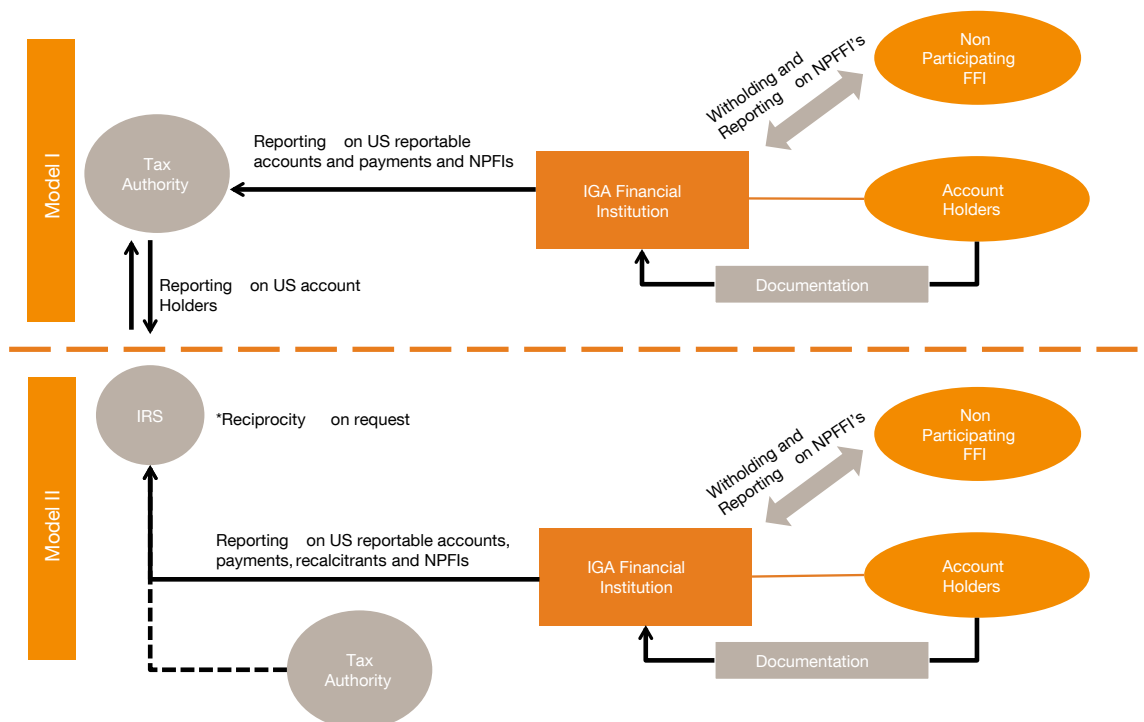 Model I
Tax
Authority
Reporting on US reportable
accounts and payments and NPFIs
Reporting on US account
Holders
IGA Financial
Institution
Witholding and
Reporting on NPFFI's
Non
Participating
FFI
Account
Holders
Documentation
Model II
IRS
*Reciprocity on request
Reporting on US reportable accounts,
payments, recalcitrants and NPFIs
Tax
Authority
IGA Financial
Institution
Witholding and
Reporting on NPFFI's
Non
Participating
FFI
Account
Holders
Documentation